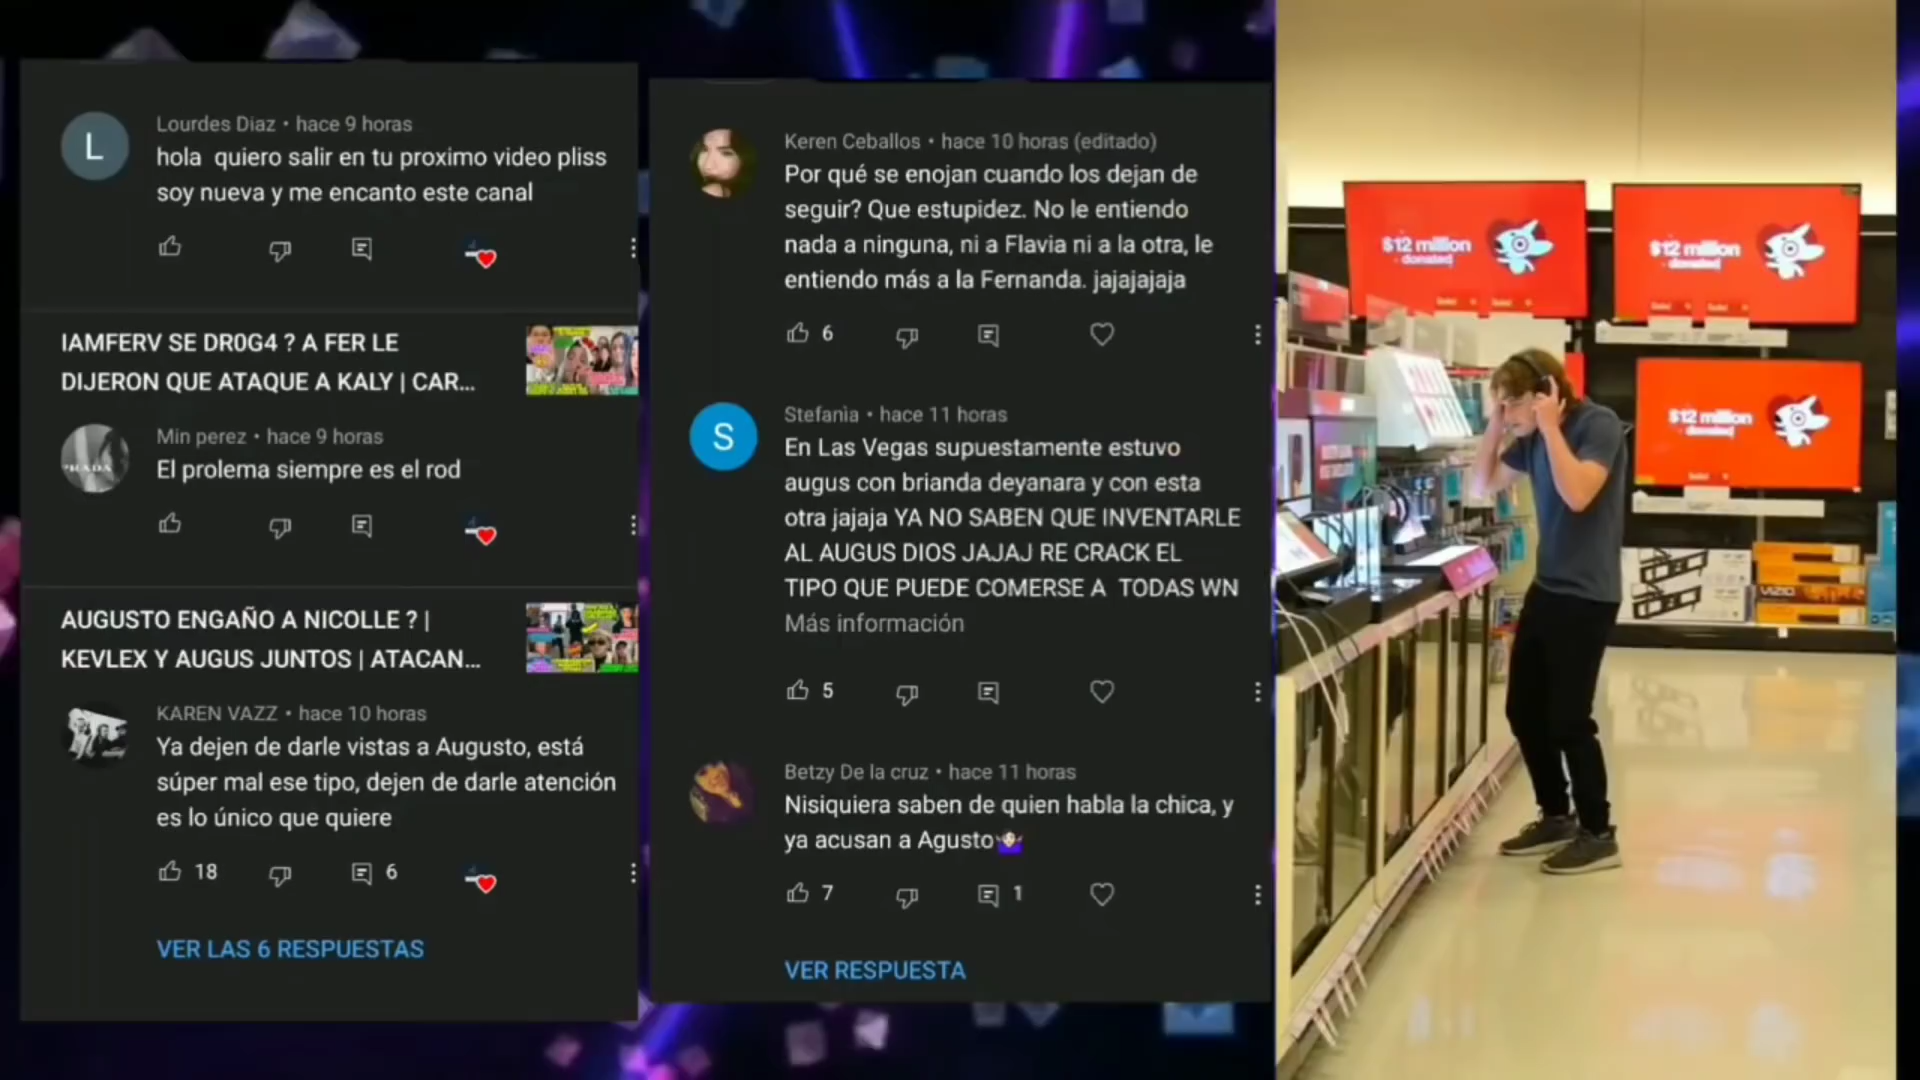 L
Lourdes Diaz • hace 9 horas
hola quiero salir en tu proximo video pliss
soy nueva y me encanto este canal
IAMFERV SE DR0G4 ? A FER LE
DIJERON QUE ATAQUE A KALY | CAR...
Min perez • hace 9 horas
El prolema siempre es el rod
AUGUSTO ENGAÑO A NICOLLE ? |
KEVLEX Y AUGUS JUNTOS | ATACAN...
KAREN VAZZ • hace 10 horas
Ya dejen de darle vistas a Augusto, está
súper mal ese tipo, dejen de darle atención
es lo único que quiere
18 6
VER LAS 6 RESPUESTAS
Keren Ceballos • hace 10 horas (editado)
Por qué se enojan cuando los dejan de
seguir? Que estupidez. No le entiendo
nada a ninguna, ni a Flavia ni a la otra, le
entiendo más a la Fernanda. jajajajaja
6
S
Stefania • hace 11 horas
En Las Vegas supuestamente estuvo
augus con brianda deyanara y con esta
otra jajaja YA NO SABEN QUE INVENTARLE
AL AUGUS DIOS JAJAJ RE CRACK EL
TIPO QUE PUEDE COMERSE A TODAS WN
Más información
5
Betzy De la cruz • hace 11 horas
Nisiquiera saben de quien habla la chica, y
ya acusan a Agusto
7 1
VER RESPUESTA
$12 million
donated
$12 million
donated
$12 million
donated
VIZIO